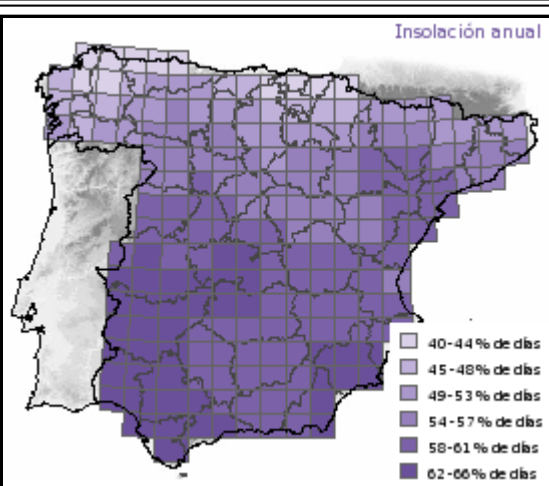 Insolación anual
40-44% de días
45-48% de días
49-53% de días
54-57% de días
58-61% de días
62-66% de días